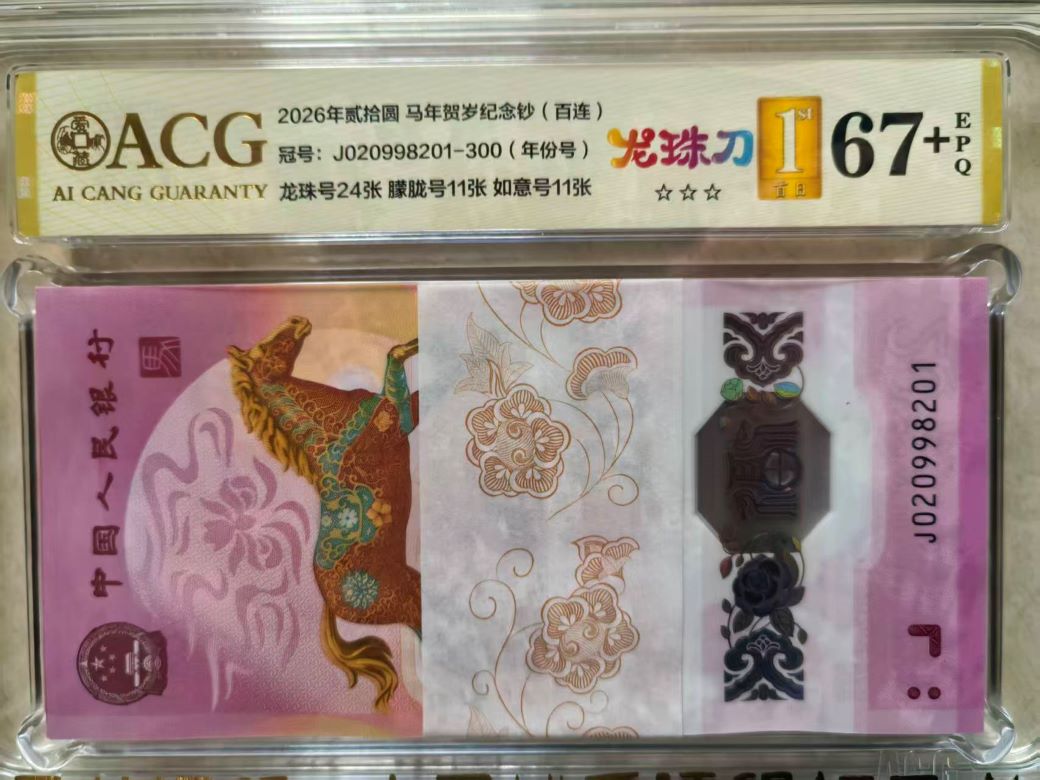 ACG
AI CANG GUARANTY
2026年贰拾圆 马年贺岁纪念钞（百连）
冠号：J020998201-300（年份号）
龙珠号24张 朦胧号11张 如意号11张
龙珠刀
☆☆☆
1st
首日
67+
EPQ
中国人民银行
馬
福
J020998201